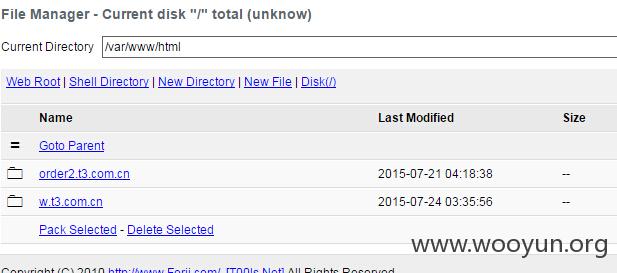 File Manager - Current disk "/" total (unknow)
Current Directory /var/www/html
Web Root | Shell Directory | New Directory | New File | Disk(/)
Name Last Modified Size
= Goto Parent
order2.t3.com.cn 2015-07-21 04:18:38 --
w.t3.com.cn 2015-07-24 03:35:56 --
Pack Selected - Delete Selected
www.wooyun.org
Copyright (C) 2010 http://www.Forjj.com/ [T00ls.Net] All Rights Reserved